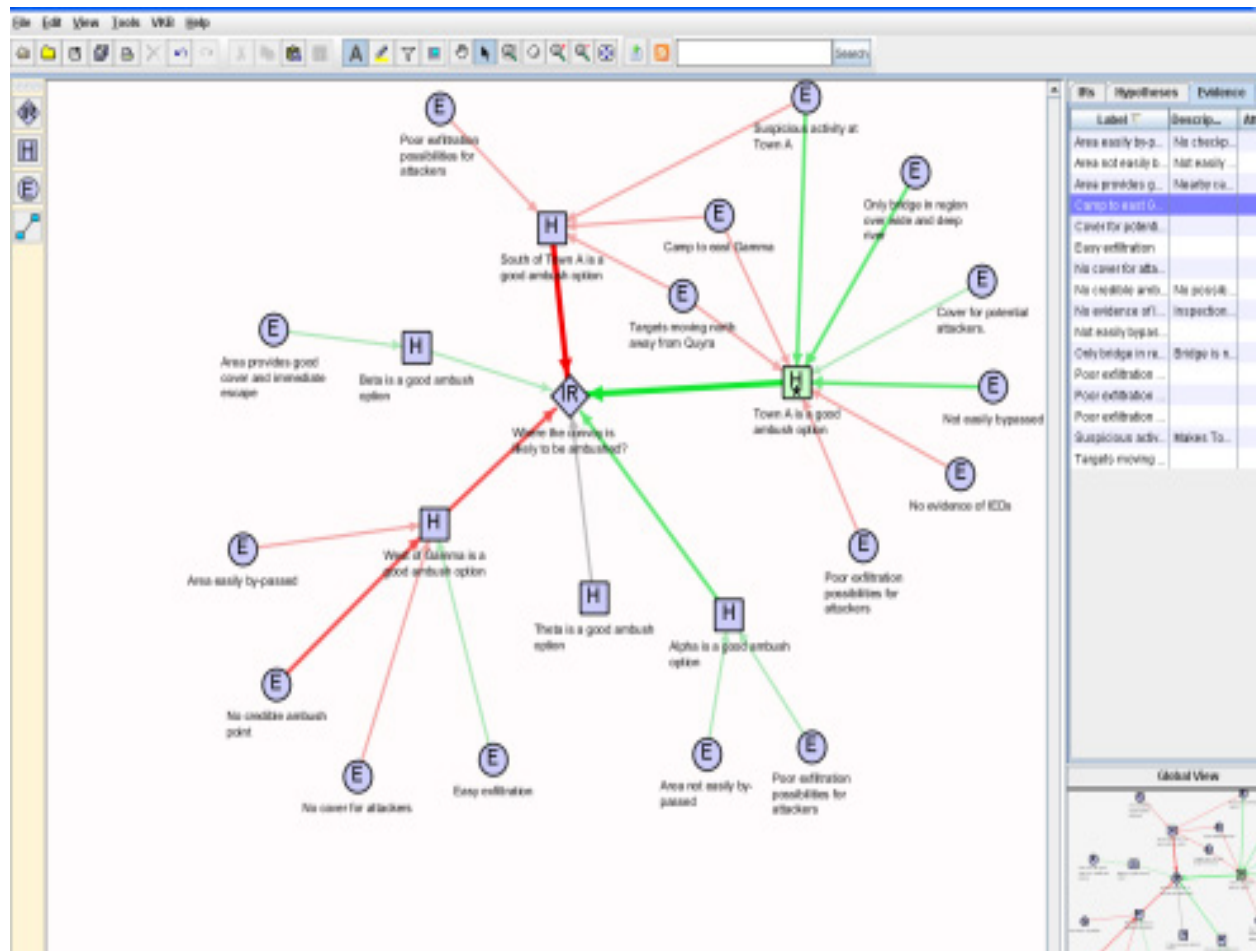 File Edit View Tools VKB Help
A
Search
IR
H
E
E
Poor exfiltration
possibilities for
attackers
E
Suspicious activity at
Town A
E
Only bridge in region
over wide and deep
river
H
South of Town A is a
good ambush option
E
Camp to east Gamma
E
Targets moving north
away from Quyra
E
Cover for potential
attackers.
E
Area provides good
cover and immediate
escape
H
Beta is a good ambush
option
IR
Where the convoy is
likely to be ambushed?
H
Town A is a good
ambush option
E
Not easily bypassed
E
No evidence of IEDs
E
Poor exfiltration
possibilities for
attackers
E
Area easily by-passed
H
West of Gamma is a
good ambush option
H
Theta is a good ambush
option
H
Alpha is a good ambush
option
E
No credible ambush
point
E
No cover for attackers
E
Easy exfiltration
E
Area not easily by-
passed
E
Poor exfiltration
possibilities for
attackers
IRs Hypotheses Evidence
Label Descrip... At
Area easily by-p... No checkp...
Area not easily b... Not easily ...
Area provides g... Nearby ca...
Camp to east G...
Cover for potenti...
Easy exfiltration
No cover for atta...
No credible amb... No possib...
No evidence of I... Inspection...
Not easily bypas...
Only bridge in re... Bridge is n...
Poor exfiltration ...
Poor exfiltration ...
Poor exfiltration ...
Suspicious activ... Makes To...
Targets moving ...
Global View